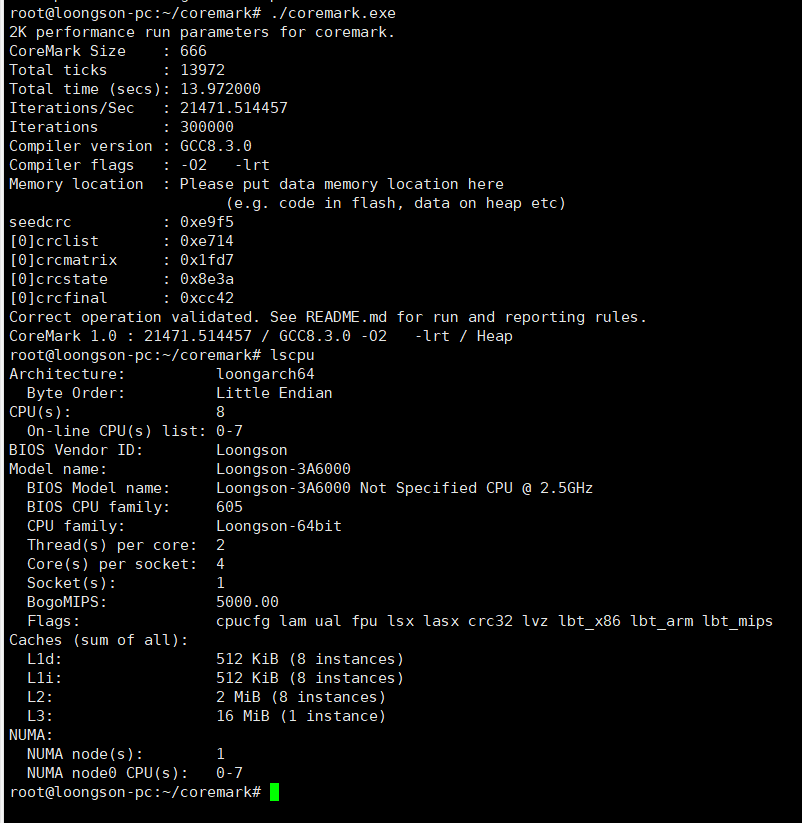 root@loongson-pc:~/coremark# ./coremark.exe
2K performance run parameters for coremark.
CoreMark Size    : 666
Total ticks      : 13972
Total time (secs): 13.972000
Iterations/Sec   : 21471.514457
Iterations       : 300000
Compiler version : GCC8.3.0
Compiler flags   : -O2   -lrt
Memory location  : Please put data memory location here
                        (e.g. code in flash, data on heap etc)
seedcrc          : 0xe9f5
[0]crclist       : 0xe714
[0]crcmatrix     : 0x1fd7
[0]crcstate      : 0x8e3a
[0]crcfinal      : 0xcc42
Correct operation validated. See README.md for run and reporting rules.
CoreMark 1.0 : 21471.514457 / GCC8.3.0 -O2   -lrt / Heap
root@loongson-pc:~/coremark# lscpu
Architecture:          loongarch64
  Byte Order:          Little Endian
CPU(s):                8
  On-line CPU(s) list: 0-7
BIOS Vendor ID:        Loongson
Model name:            Loongson-3A6000
  BIOS Model name:     Loongson-3A6000 Not Specified CPU @ 2.5GHz
  BIOS CPU family:     605
  CPU family:          Loongson-64bit
  Thread(s) per core:  2
  Core(s) per socket:  4
  Socket(s):           1
  BogoMIPS:            5000.00
  Flags:               cpucfg lam ual fpu lsx lasx crc32 lvz lbt_x86 lbt_arm lbt_mips
Caches (sum of all):
  L1d:                 512 KiB (8 instances)
  L1i:                 512 KiB (8 instances)
  L2:                  2 MiB (8 instances)
  L3:                  16 MiB (1 instance)
NUMA:
  NUMA node(s):        1
  NUMA node0 CPU(s):   0-7
root@loongson-pc:~/coremark#